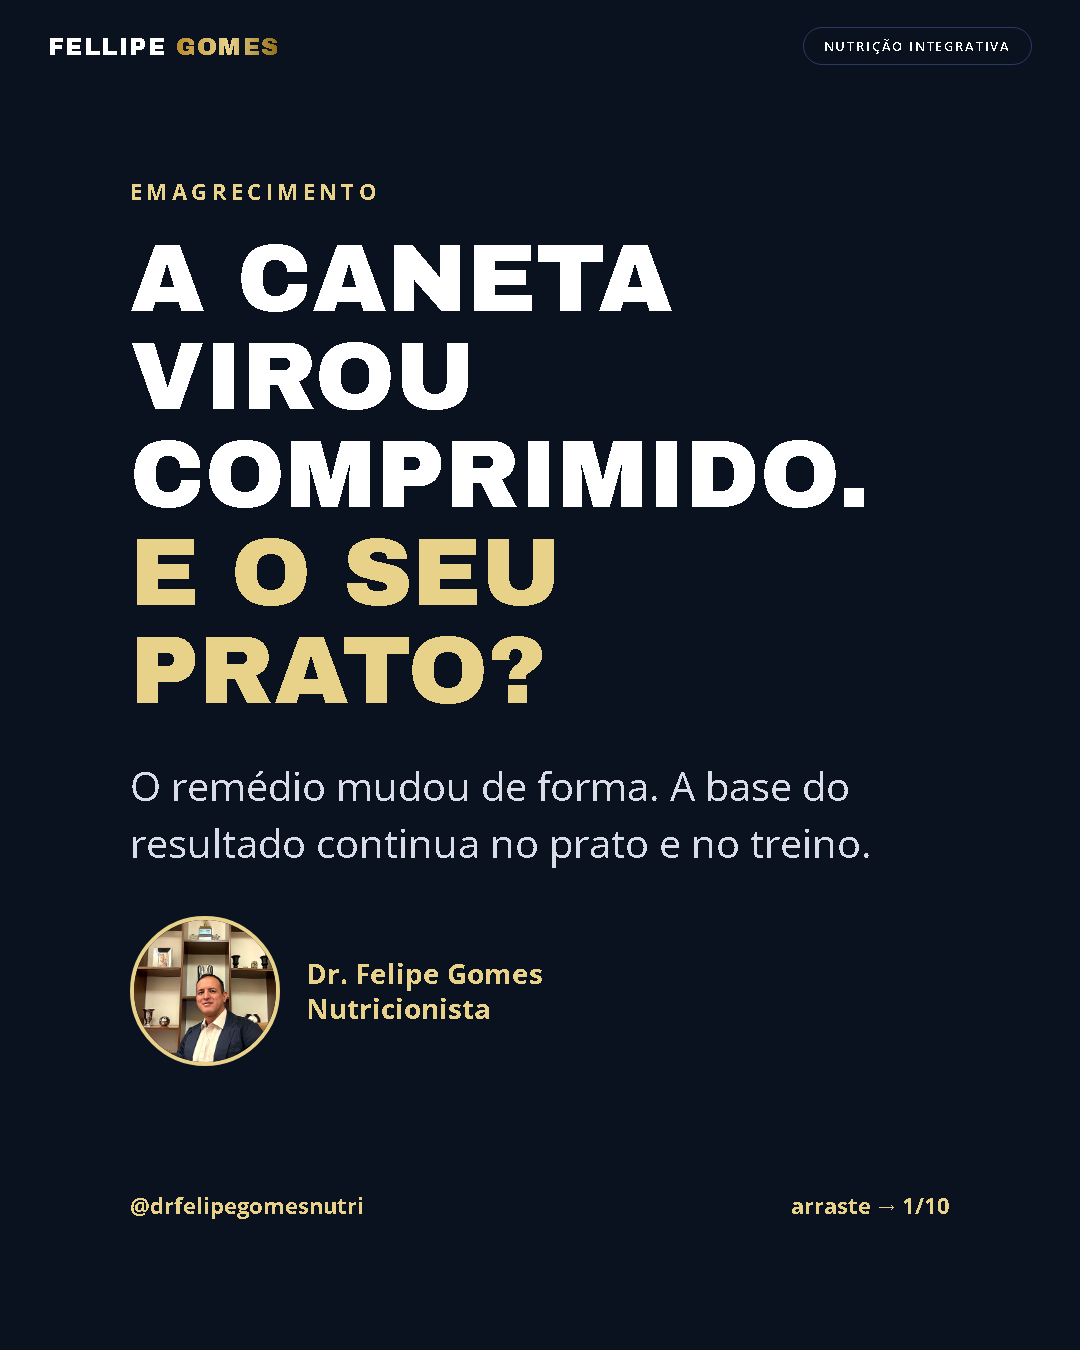 FELLIPE GOMES
NUTRIÇÃO INTEGRATIVA
EMAGRECIMENTO
A CANETA
VIROU
COMPRIMIDO.
E O SEU
PRATO?
O remédio mudou de forma. A base do
resultado continua no prato e no treino.
Dr. Felipe Gomes
Nutricionista
@drfelipegomesnutri
arraste → 1/10